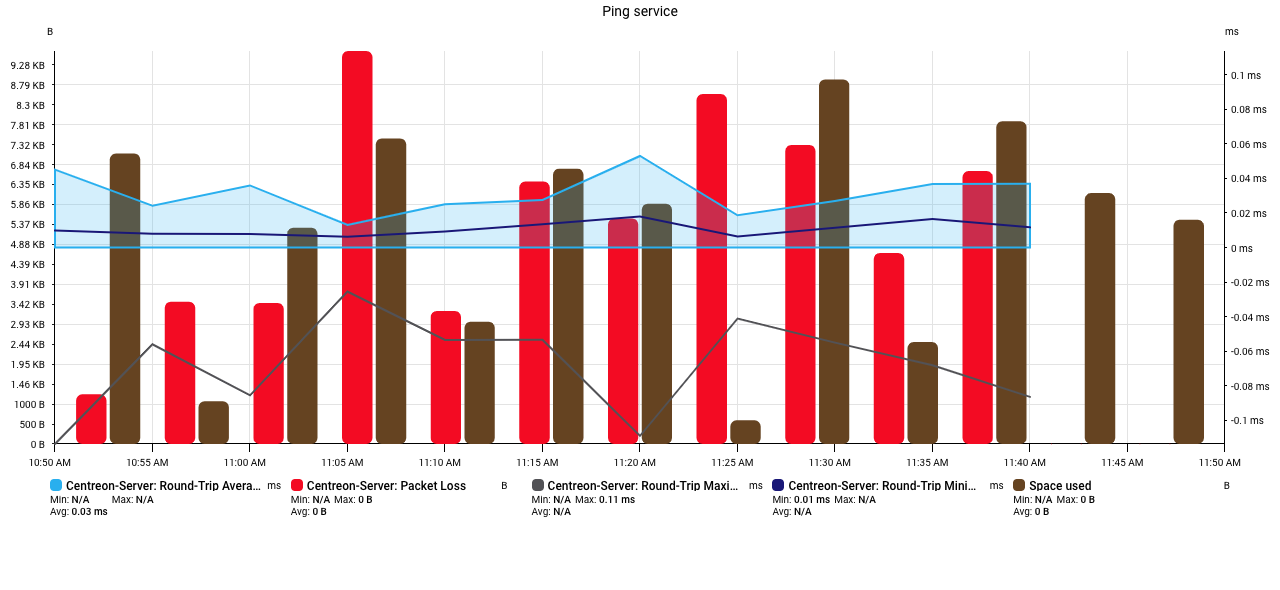 Ping service
B
ms
9.28 KB
8.79 KB
8.3 KB
7.81 KB
7.32 KB
6.84 KB
6.35 KB
5.86 KB
5.37 KB
4.88 KB
4.39 KB
3.91 KB
3.42 KB
2.93 KB
2.44 KB
1.95 KB
1.46 KB
1000 B
500 B
0 B
0.1 ms
0.08 ms
0.06 ms
0.04 ms
0.02 ms
0 ms
-0.02 ms
-0.04 ms
-0.06 ms
-0.08 ms
-0.1 ms
10:50 AM 10:55 AM 11:00 AM 11:05 AM 11:10 AM 11:15 AM 11:20 AM 11:25 AM 11:30 AM 11:35 AM 11:40 AM 11:45 AM 11:50 AM
Centreon-Server: Round-Trip Avera... ms
Min: N/A Max: N/A
Avg: 0.03 ms
Centreon-Server: Packet Loss B
Min: N/A Max: 0 B
Avg: 0 B
Centreon-Server: Round-Trip Maxi... ms
Min: N/A Max: 0.11 ms
Avg: N/A
Centreon-Server: Round-Trip Mini... ms
Min: 0.01 ms Max: N/A
Avg: N/A
Space used B
Min: N/A Max: 0 B
Avg: 0 B